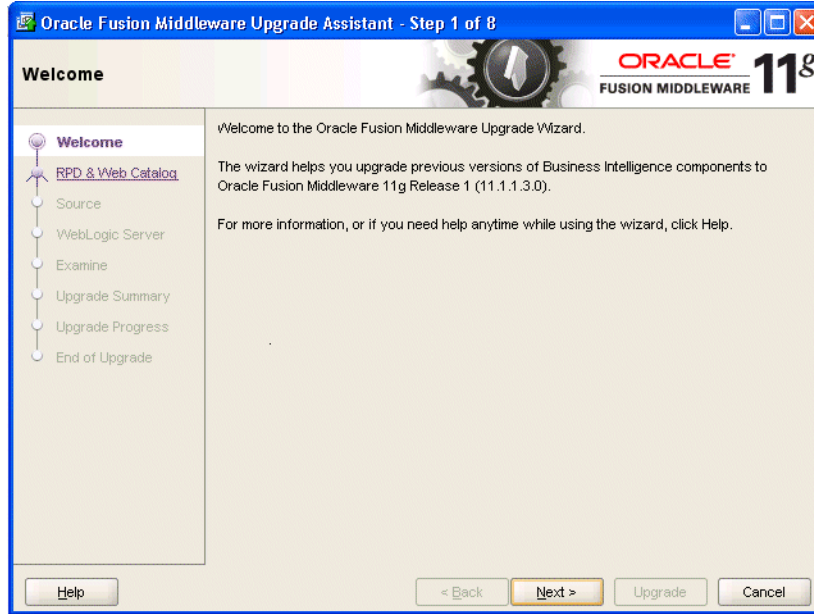 Oracle Fusion Middleware Upgrade Assistant - Step 1 of 8
Welcome
ORACLE
FUSION MIDDLEWARE
11g
Welcome
RPD & Web Catalog
Source
WebLogic Server
Examine
Upgrade Summary
Upgrade Progress
End of Upgrade
Welcome to the Oracle Fusion Middleware Upgrade Wizard.
The wizard helps you upgrade previous versions of Business Intelligence components to
Oracle Fusion Middleware 11g Release 1 (11.1.1.3.0).
For more information, or if you need help anytime while using the wizard, click Help.
Help
< Back
Next >
Upgrade
Cancel